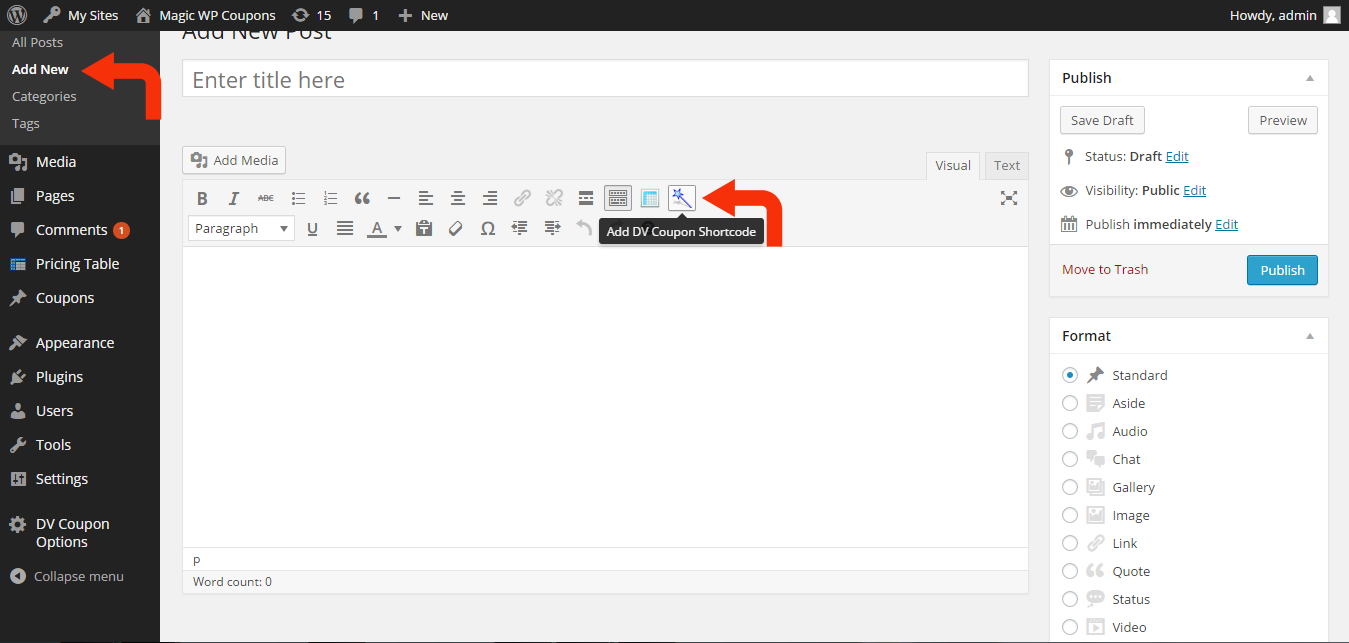 My Sites Magic WP Coupons 15 1 New Howdy, admin
All Posts
Add New
Categories
Tags
Media
Pages
Comments 1
Pricing Table
Coupons
Appearance
Plugins
Users
Tools
Settings
DV Coupon
Options
Collapse menu
Add New Post
Enter title here
Add Media
Visual Text
B I ABC
Paragraph U A Ω
Add DV Coupon Shortcode
p
Word count: 0
Publish
Save Draft Preview
Status: Draft Edit
Visibility: Public Edit
Publish immediately Edit
Move to Trash Publish
Format
Standard
Aside
Audio
Chat
Gallery
Image
Link
Quote
Status
Video